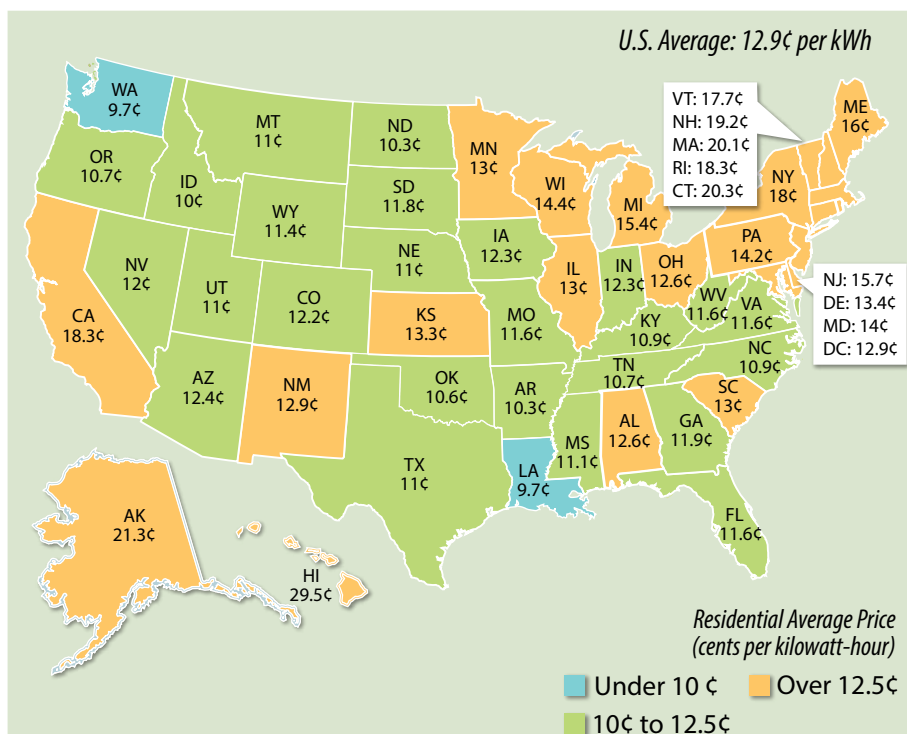 U.S. Average: 12.9¢ per kWh
WA
9.7¢
MT
11¢
ND
10.3¢
MN
13¢
VT: 17.7¢
NH: 19.2¢
MA: 20.1¢
RI: 18.3¢
CT: 20.3¢
ME
16¢
OR
10.7¢
ID
10¢
SD
11.8¢
WI
14.4¢
MI
15.4¢
NY
18¢
WY
11.4¢
IA
12.3¢
PA
14.2¢
NE
11¢
NV
12¢
UT
11¢
CO
12.2¢
IL
13¢
IN
12.3¢
OH
12.6¢
NJ: 15.7¢
DE: 13.4¢
MD: 14¢
DC: 12.9¢
CA
18.3¢
KS
13.3¢
MO
11.6¢
WV
11.6¢
VA
11.6¢
KY
10.9¢
NC
10.9¢
AZ
12.4¢
NM
12.9¢
OK
10.6¢
AR
10.3¢
TN
10.7¢
SC
13¢
TX
11¢
LA
9.7¢
MS
11.1¢
AL
12.6¢
GA
11.9¢
AK
21.3¢
HI
29.5¢
FL
11.6¢
Residential Average Price
(cents per kilowatt-hour)
Under 10 ¢
Over 12.5¢
10¢ to 12.5¢